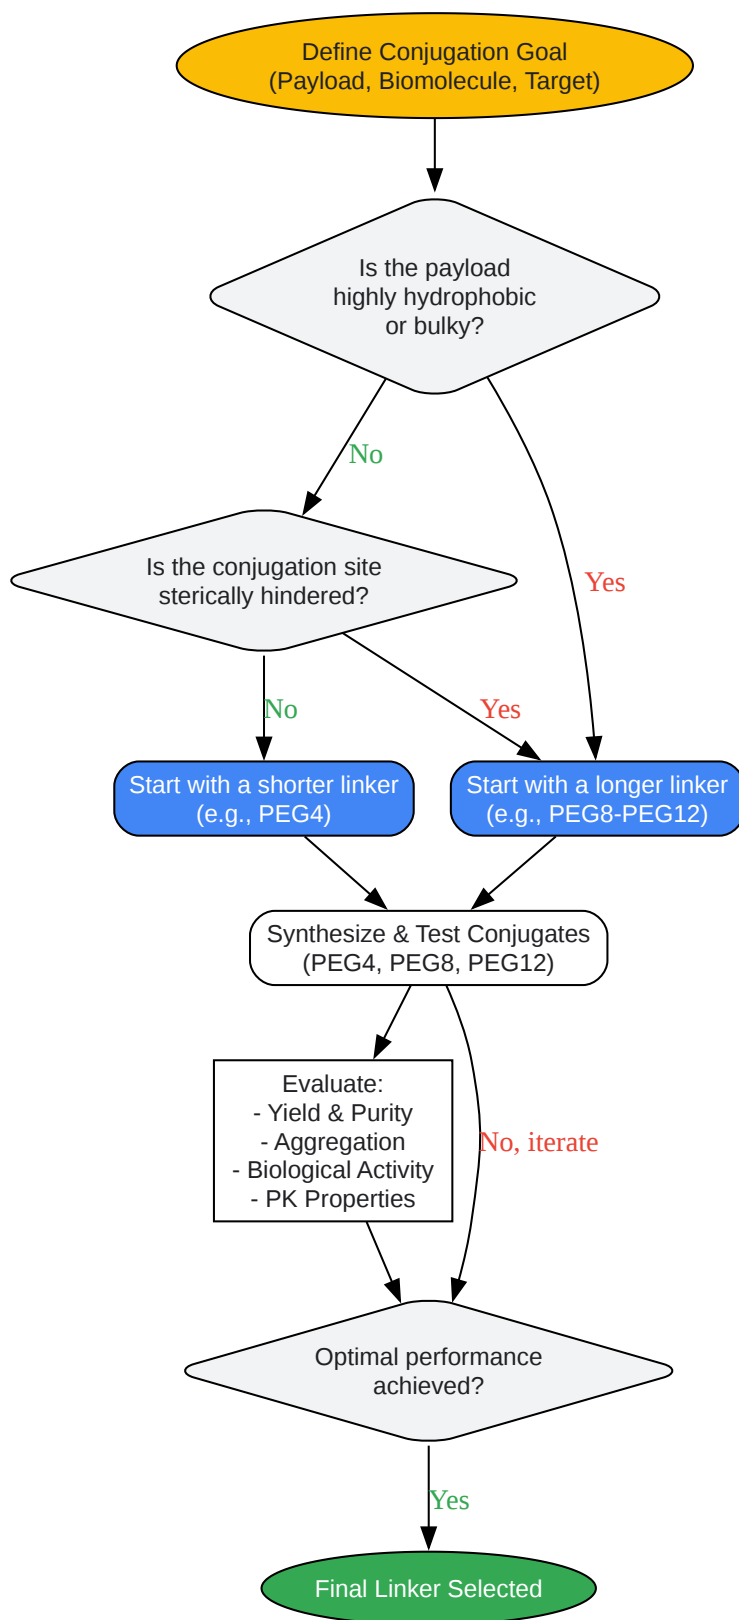 Define Conjugation Goal
(Payload, Biomolecule, Target)
Is the payload
highly hydrophobic
or bulky?
No
Is the conjugation site
sterically hindered?
Yes
No
Yes
Start with a shorter linker
(e.g., PEG4)
Start with a longer linker
(e.g., PEG8-PEG12)
Synthesize & Test Conjugates
(PEG4, PEG8, PEG12)
Evaluate:
- Yield & Purity
- Aggregation
- Biological Activity
- PK Properties
No, iterate
Optimal performance
achieved?
Yes
Final Linker Selected